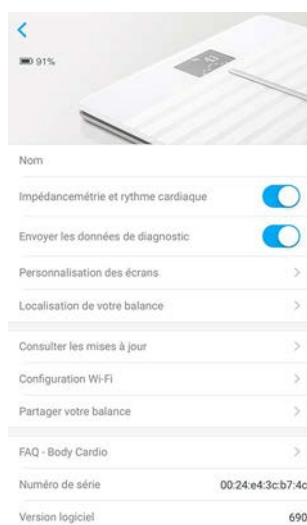 91%
Nom
Impédancemétrie et rythme cardiaque
Envoyer les données de diagnostic
Personnalisation des écrans
Localisation de votre balance
Consulter les mises à jour
Configuration Wi-Fi
Partager votre balance
FAQ - Body Cardio
Numéro de série 00:24:e4:3c:b7:4c
Version logiciel 690